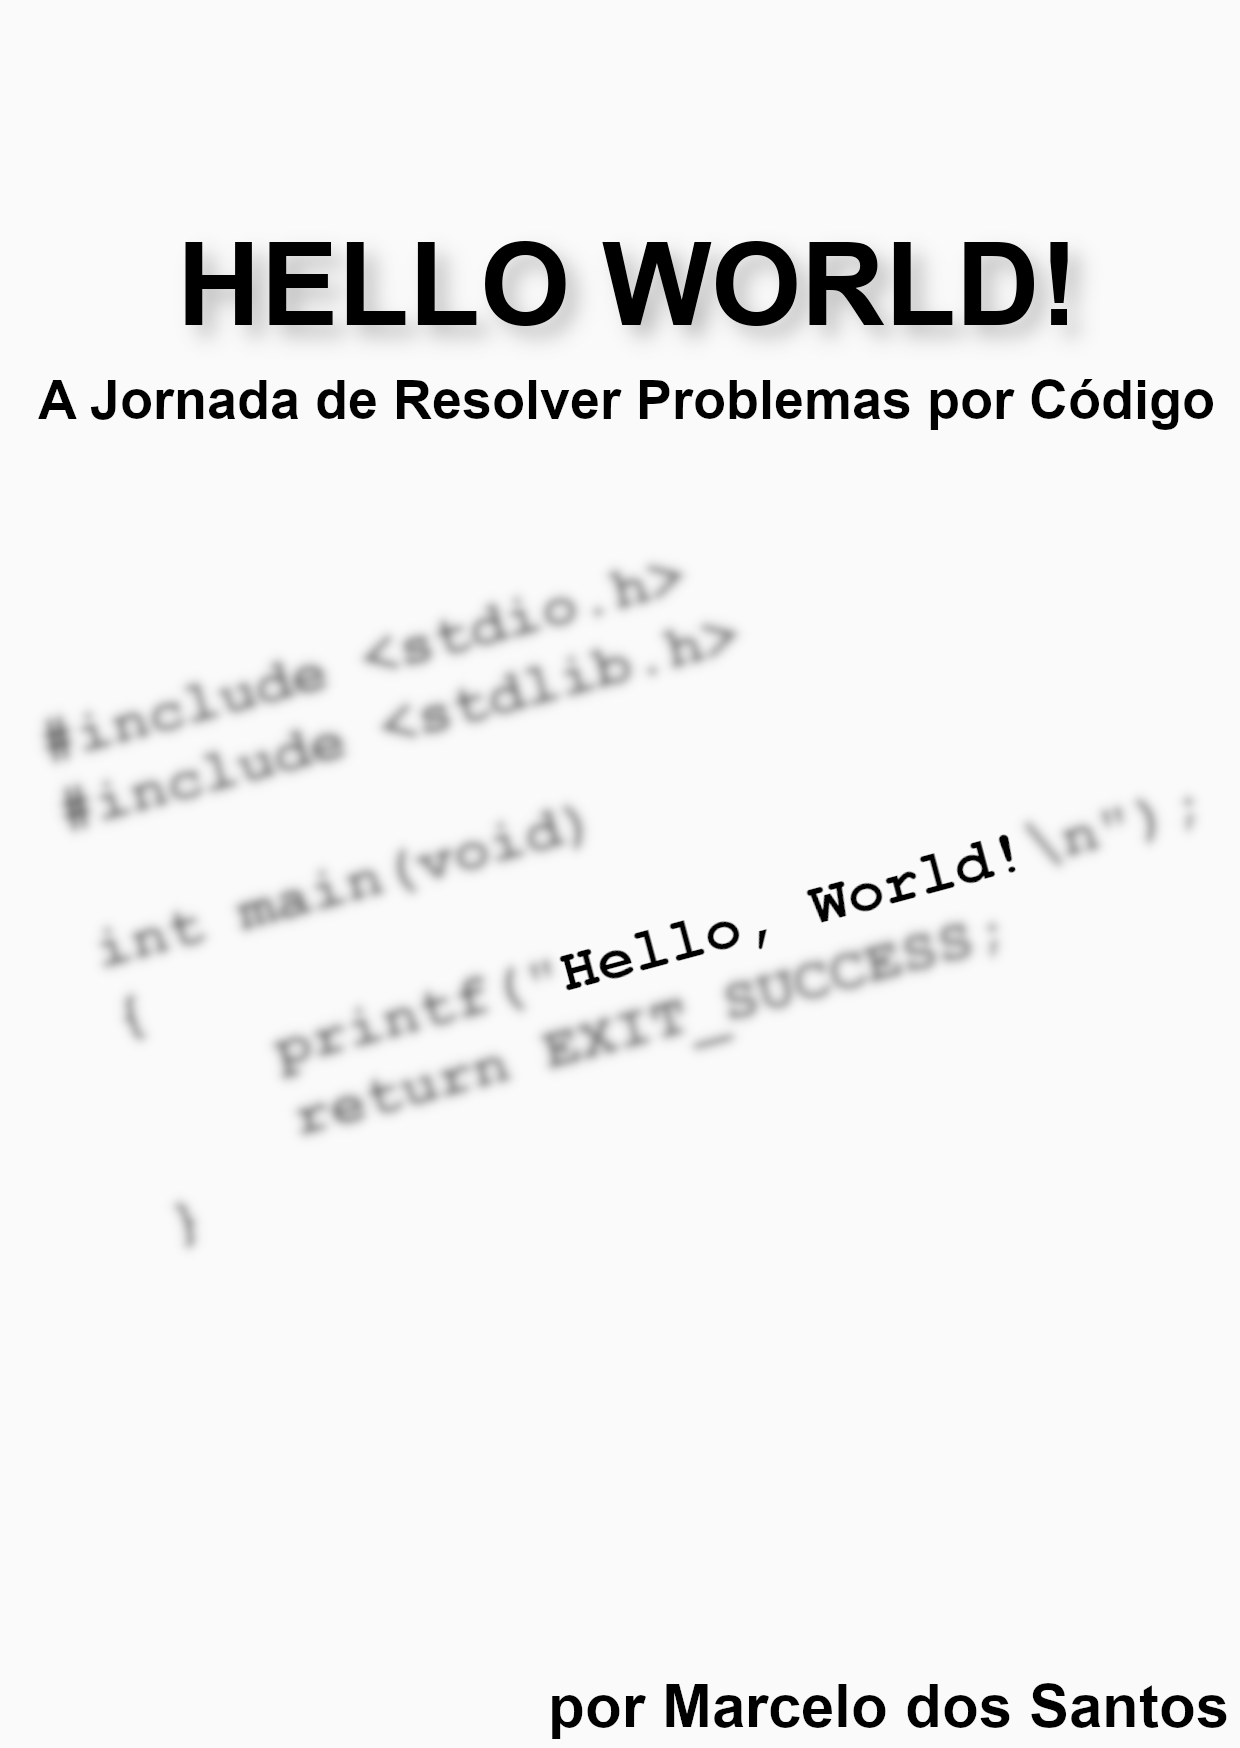 HELLO WORLD!
A Jornada de Resolver Problemas por Código
#include <stdio.h>
#include <stdlib.h>
int main(void)
{
printf("Hello, World!\n");
return EXIT_SUCCESS;
}
por Marcelo dos Santos